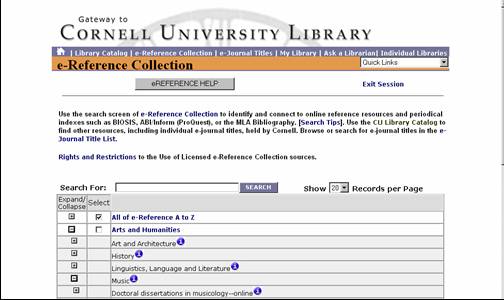 Gateway to
CORNELL UNIVERSITY LIBRARY
| Library Catalog | e-Reference Collection | e-Journal Titles | My Library | Ask a Librarian| Individual Libraries
e-Reference Collection Quick Links
eREFERENCE HELP Exit Session
Use the search screen of e-Reference Collection to identify and connect to online reference resources and periodical
indexes such as BIOSIS, ABI/Inform (ProQuest), or the MLA Bibliography. [Search Tips]. Use the CU Library Catalog to
find other resources, including individual e-journal titles, held by Cornell. Browse or search for e-journal titles in the e-
Journal Title List.
Rights and Restrictions to the Use of Licensed e-Reference Collection sources.
Search For: SEARCH Show 20 Records per Page
Expand/ Select
Collapse
All of e-Reference A to Z
Arts and Humanities
Art and Architecture
History
Linguistics, Language and Literature
Music
Doctoral dissertations in musicology--online